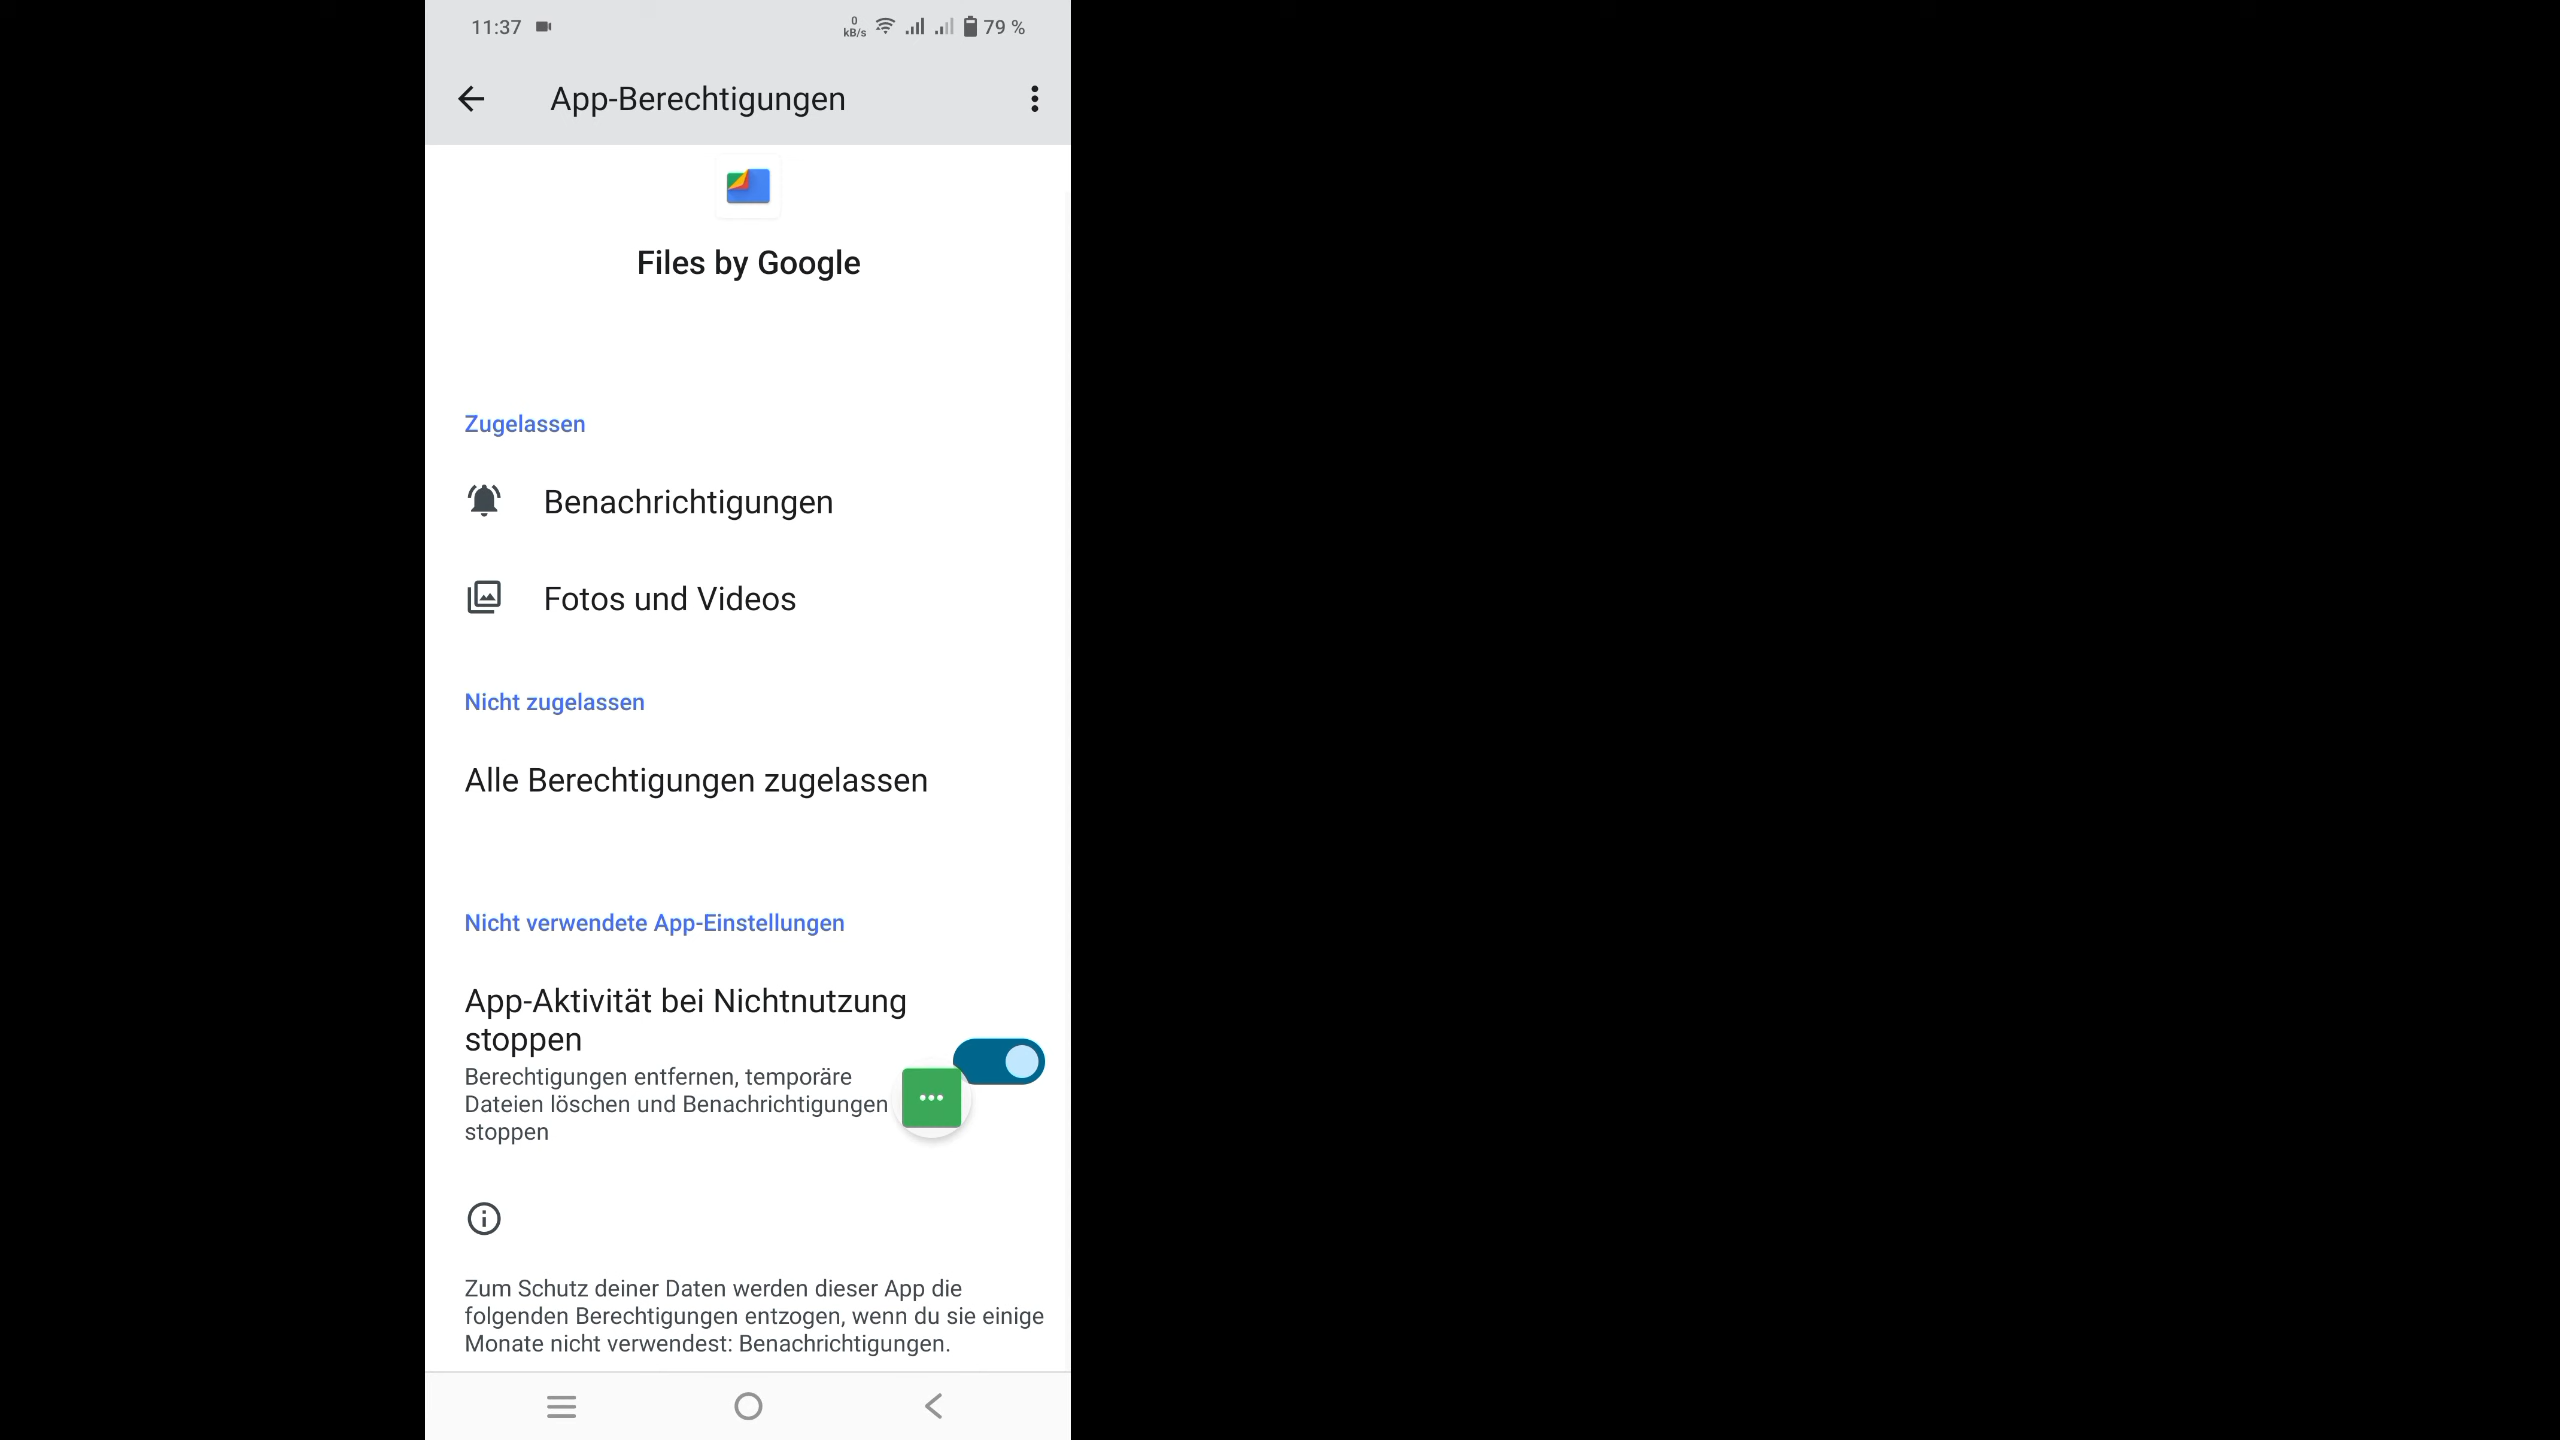 11:37
0
kB/s
79 %
App-Berechtigungen
Files by Google
Zugelassen
Benachrichtigungen
Fotos und Videos
Nicht zugelassen
Alle Berechtigungen zugelassen
Nicht verwendete App-Einstellungen
App-Aktivität bei Nichtnutzung
stoppen
Berechtigungen entfernen, temporäre
Dateien löschen und Benachrichtigungen
stoppen
Zum Schutz deiner Daten werden dieser App die
folgenden Berechtigungen entzogen, wenn du sie einige
Monate nicht verwendest: Benachrichtigungen.